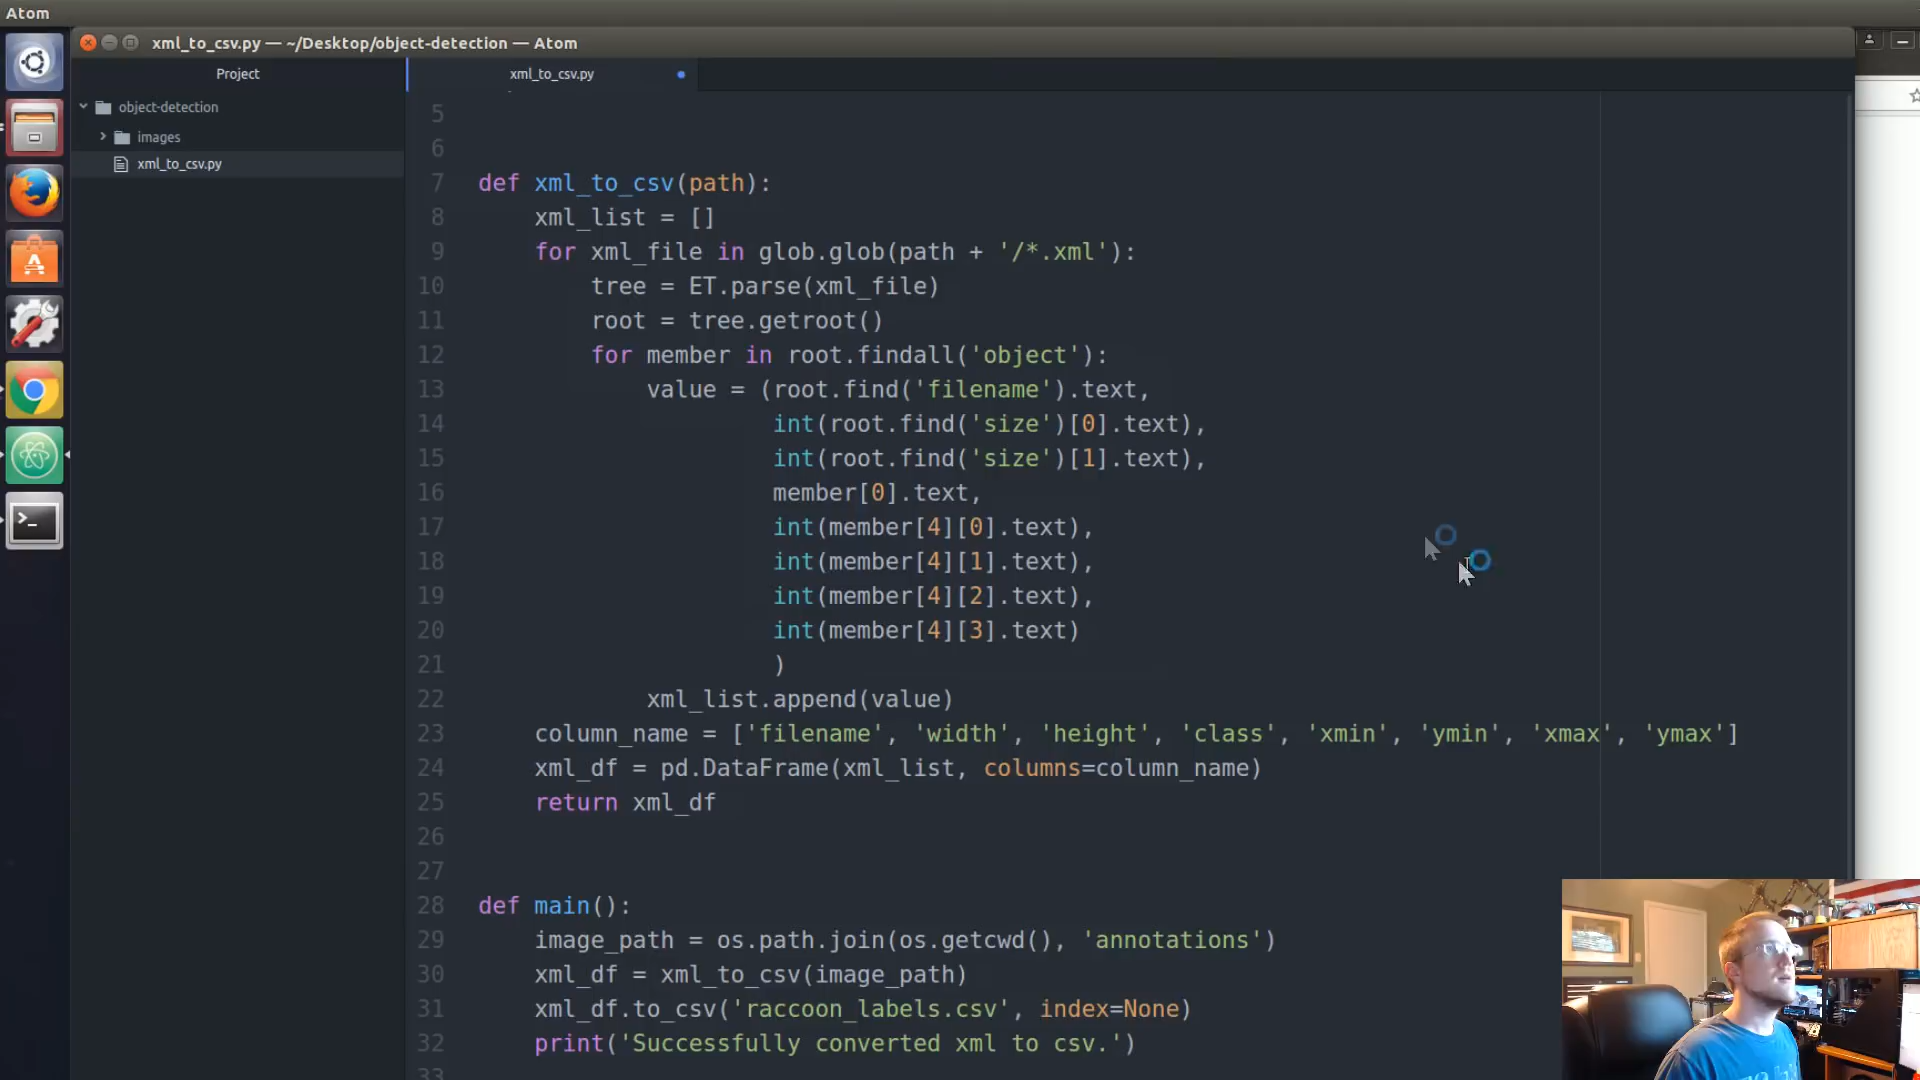 Atom
xml_to_csv.py — ~/Desktop/object-detection — Atom
Project
xml_to_csv.py
object-detection
images
xml_to_csv.py
5
6
7 def xml_to_csv(path):
8 xml_list = []
9 for xml_file in glob.glob(path + '/*.xml'):
10 tree = ET.parse(xml_file)
11 root = tree.getroot()
12 for member in root.findall('object'):
13 value = (root.find('filename').text,
14 int(root.find('size')[0].text),
15 int(root.find('size')[1].text),
16 member[0].text,
17 int(member[4][0].text),
18 int(member[4][1].text),
19 int(member[4][2].text),
20 int(member[4][3].text)
21 )
22 xml_list.append(value)
23 column_name = ['filename', 'width', 'height', 'class', 'xmin', 'ymin', 'xmax', 'ymax']
24 xml_df = pd.DataFrame(xml_list, columns=column_name)
25 return xml_df
26
27
28 def main():
29 image_path = os.path.join(os.getcwd(), 'annotations')
30 xml_df = xml_to_csv(image_path)
31 xml_df.to_csv('raccoon_labels.csv', index=None)
32 print('Successfully converted xml to csv.')
33